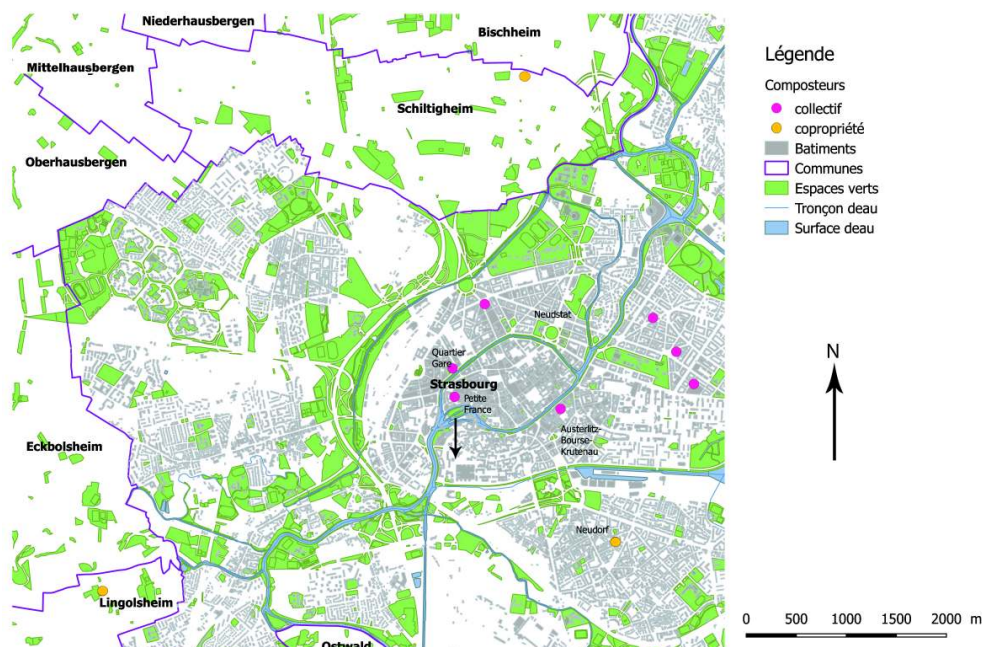 Niederhausbergen
Bischheim
Mittelhausbergen
Schiltigheim
Oberhausbergen
Neudstat
Quartier
Gare
Strasbourg
Petite
France
Austerlitz-
Bourse-
Krutenau
Eckbolsheim
Neudorf
Lingolsheim
Ostwald
Légende
Composteurs
collectif
copropriété
Batiments
Communes
Espaces verts
Tronçon deau
Surface deau
N
0 500 1000 1500 2000 m